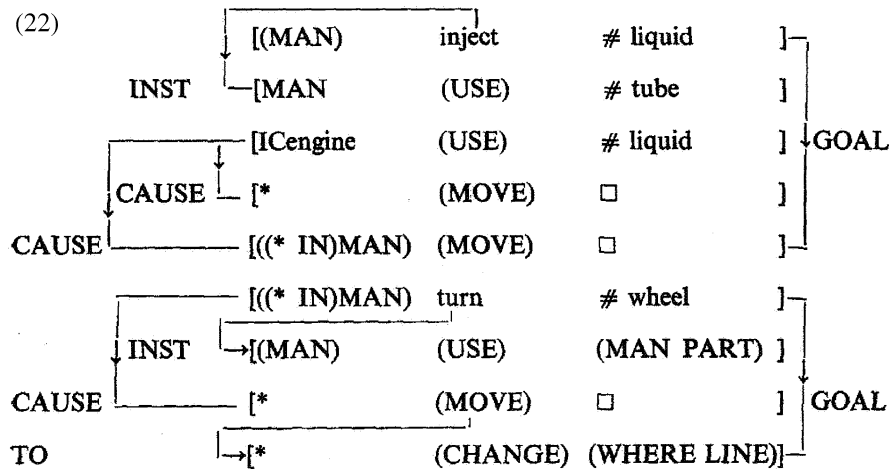 (22)
[(MAN) inject # liquid ]
INST [MAN (USE) # tube ]
[ICengine (USE) # liquid ] GOAL
CAUSE [* (MOVE) □ ]
CAUSE [((* IN)MAN) (MOVE) □ ]
[((* IN)MAN) turn # wheel ]
INST [(MAN) (USE) (MAN PART) ]
CAUSE [* (MOVE) □ ] GOAL
TO [* (CHANGE) (WHERE LINE)]